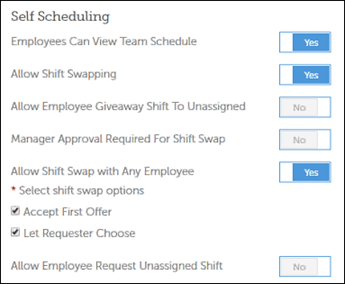 Self Scheduling
Employees Can View Team Schedule Yes
Allow Shift Swapping Yes
Allow Employee Giveaway Shift To Unassigned No
Manager Approval Required For Shift Swap No
Allow Shift Swap with Any Employee Yes
* Select shift swap options
Accept First Offer
Let Requester Choose
Allow Employee Request Unassigned Shift No